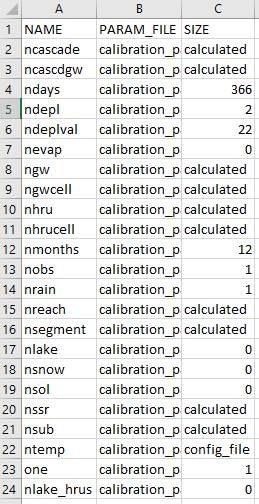 A B C
1 NAME PARAM_FILE SIZE
2 ncascade calibration_p calculated
3 ncascdgw calibration_p calculated
4 ndays calibration_p 366
5 ndepl calibration_p 2
6 ndeplval calibration_p 22
7 nevap calibration_p 0
8 ngw calibration_p calculated
9 ngwcell calibration_p calculated
10 nhru calibration_p calculated
11 nhrucell calibration_p calculated
12 nmonths calibration_p 12
13 nobs calibration_p 1
14 nrain calibration_p 1
15 nreach calibration_p calculated
16 nsegment calibration_p calculated
17 nlake calibration_p 0
18 nsnow calibration_p 0
19 nsol calibration_p 0
20 nssr calibration_p calculated
21 nsub calibration_p calculated
22 ntemp calibration_p config_file
23 one calibration_p 1
24 nlake_hrus calibration_p 0